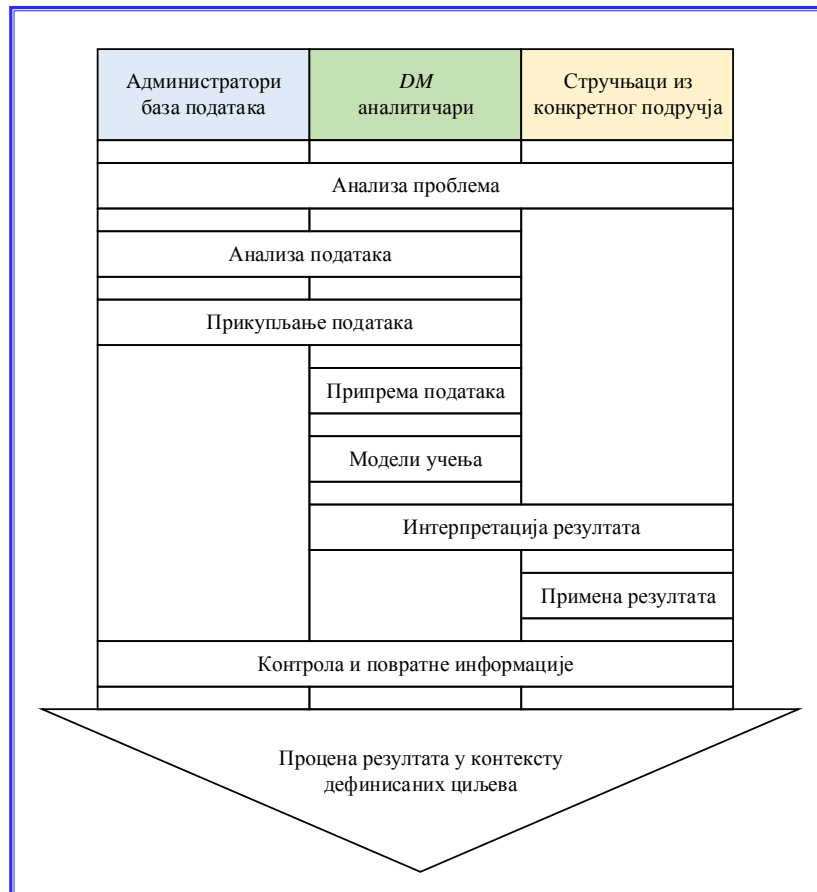 Администратори
база података
DM
аналитичари
Стручњаци из
конкретног подручја
Анализа проблема
Анализа података
Прикупљање података
Припрема података
Модели учења
Интерпретација резултата
Примена резултата
Контрола и повратне информације
Процена резултата у контексту
дефинисаних циљева